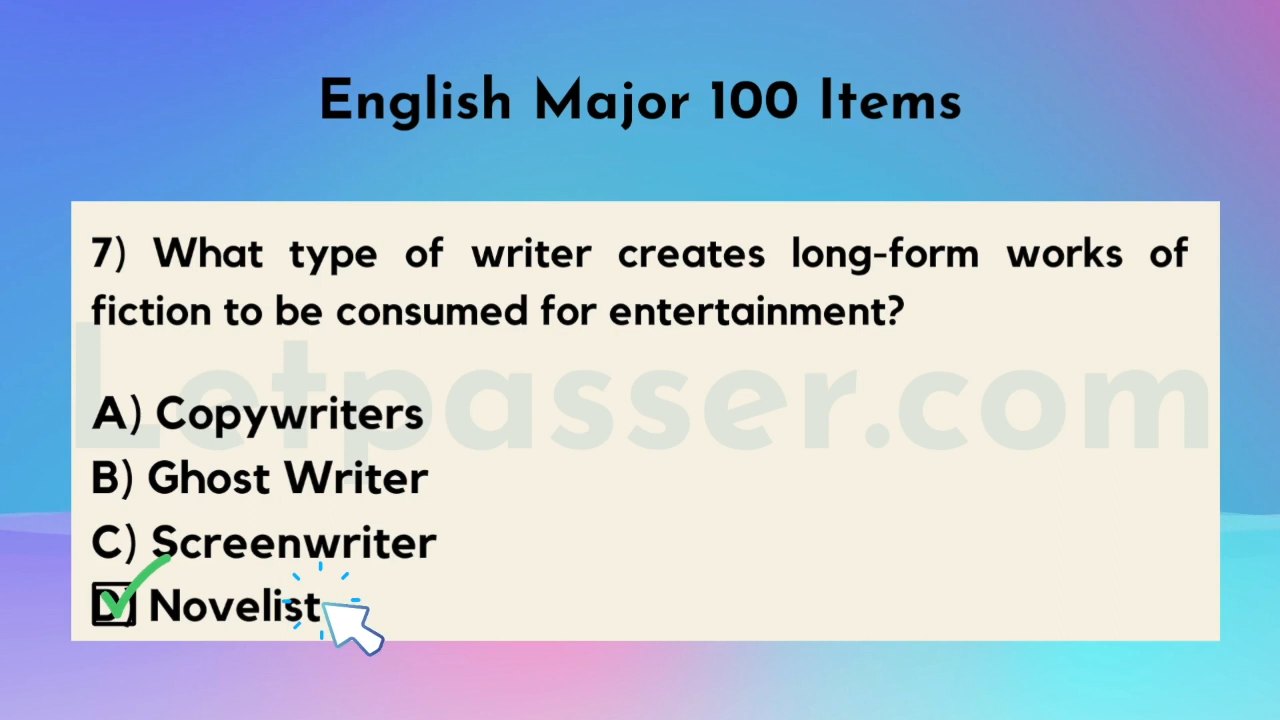 English Major 100 Items
7) What type of writer creates long-form works of
fiction to be consumed for entertainment?
Letpasser.com
A) Copywriters
B) Ghost Writer
C) Screenwriter
D) Novelist